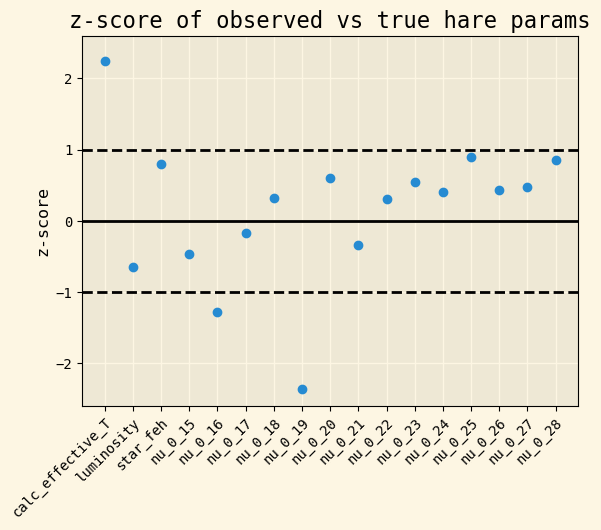 z-score of observed vs true hare params
z-score
2
1
0
−1
−2
calc_effective_T
luminosity
star_feh
nu_0_15
nu_0_16
nu_0_17
nu_0_18
nu_0_19
nu_0_20
nu_0_21
nu_0_22
nu_0_23
nu_0_24
nu_0_25
nu_0_26
nu_0_27
nu_0_28